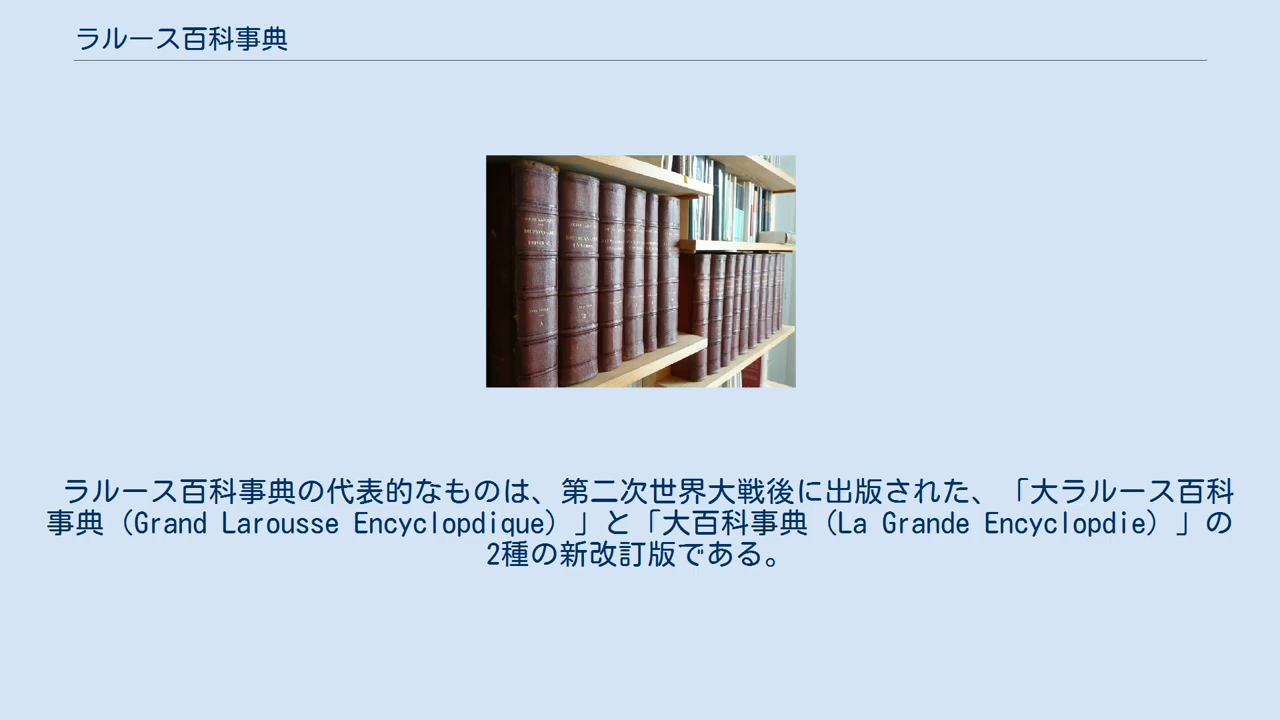 ラルース百科事典
ラルース百科事典の代表的なものは、第二次世界大戦後に出版された、「大ラルース百科
事典（Grand Larousse Encyclopdique）」と「大百科事典（La Grande Encyclopdie）」の
2種の新改訂版である。